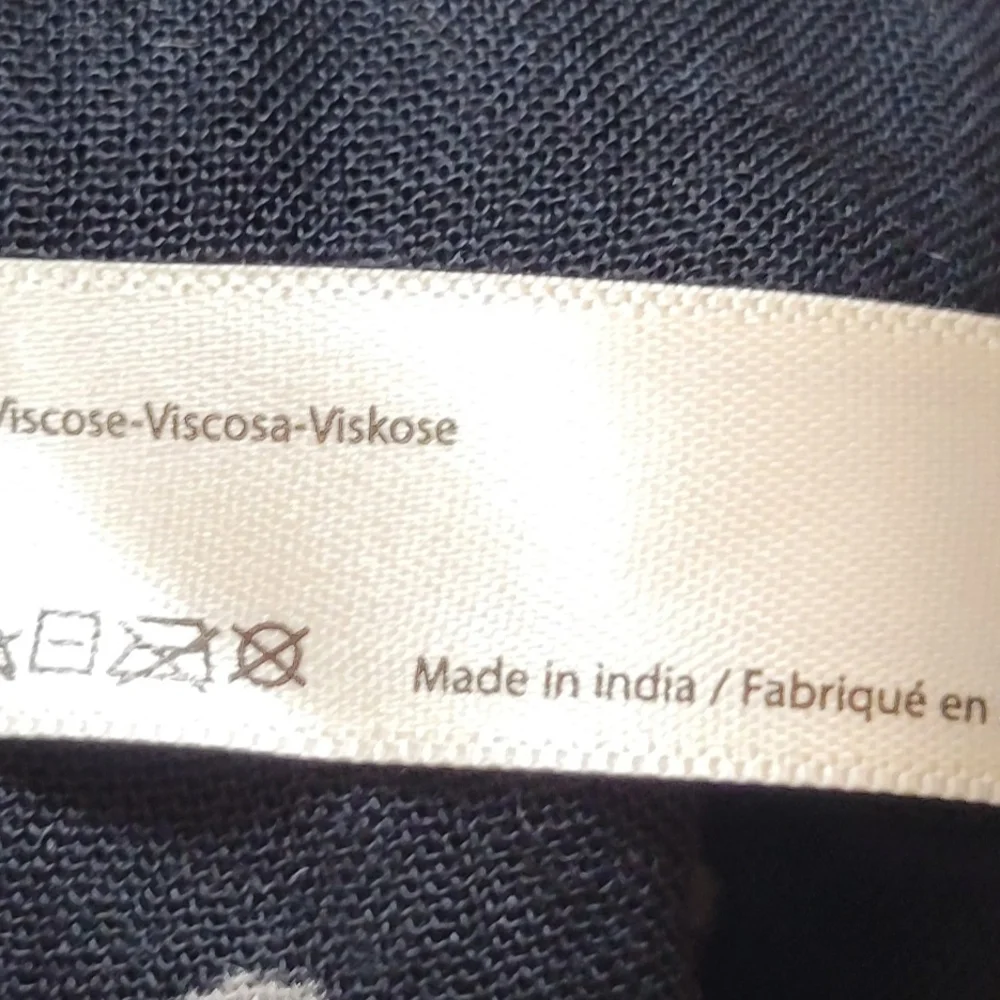 Viscose-Viscosa-Viskose
Made in india / Fabriqué en